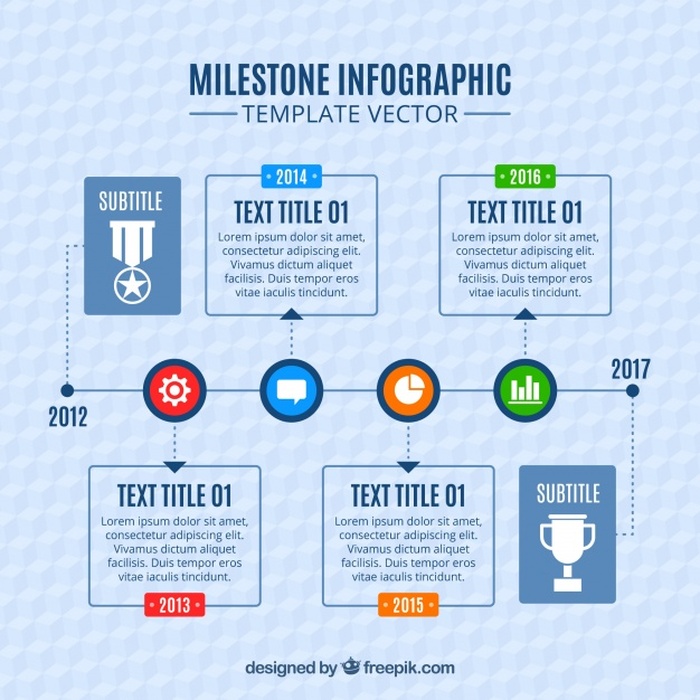 MILESTONE INFOGRAPHIC
TEMPLATE VECTOR
SUBTITLE
2014
TEXT TITLE 01
Lorem ipsum dolor sit amet,
consectetur adipiscing elit.
Vivamus dictum aliquet
facilisis. Duis tempor eros
vitae iaculis tincidunt.
2016
TEXT TITLE 01
Lorem ipsum dolor sit amet,
consectetur adipiscing elit.
Vivamus dictum aliquet
facilisis. Duis tempor eros
vitae iaculis tincidunt.
2012
2017
TEXT TITLE 01
Lorem ipsum dolor sit amet,
consectetur adipiscing elit.
Vivamus dictum aliquet
facilisis. Duis tempor eros
vitae iaculis tincidunt.
2013
TEXT TITLE 01
Lorem ipsum dolor sit amet,
consectetur adipiscing elit.
Vivamus dictum aliquet
facilisis. Duis tempor eros
vitae iaculis tincidunt.
2015
SUBTITLE
designed by freepik.com